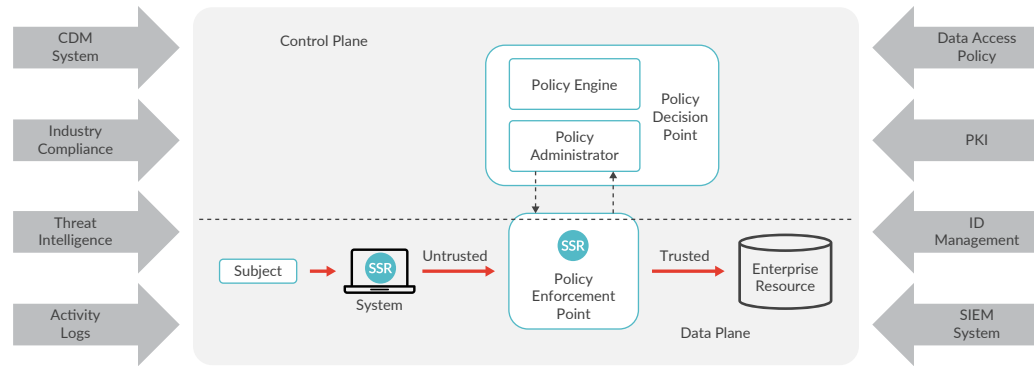 CDM
System
Industry
Compliance
Threat
Intelligence
Activity
Logs
Control Plane
Policy Engine
Policy
Administrator
Policy
Decision
Point
Subject
SSR
System
Untrusted
SSR
Policy
Enforcement
Point
Trusted
Enterprise
Resource
Data Plane
Data Access
Policy
PKI
ID
Management
SIEM
System